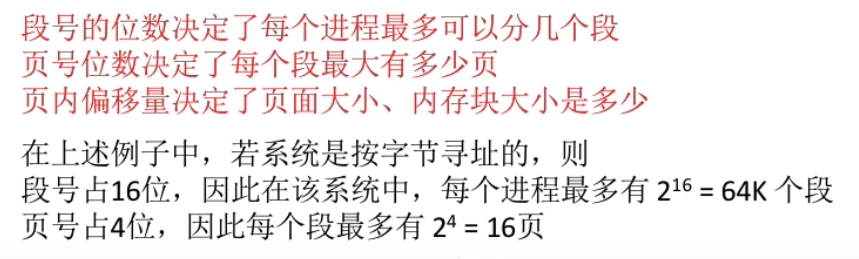 段号的位数决定了每个进程最多可以分几个段
页号位数决定了每个段最大有多少页
页内偏移量决定了页面大小、内存块大小是多少
在上述例子中，若系统是按字节寻址的，则
段号占16位，因此在该系统中，每个进程最多有 2¹⁶ = 64K 个段
页号占4位，因此每个段最多有 2⁴ = 16页